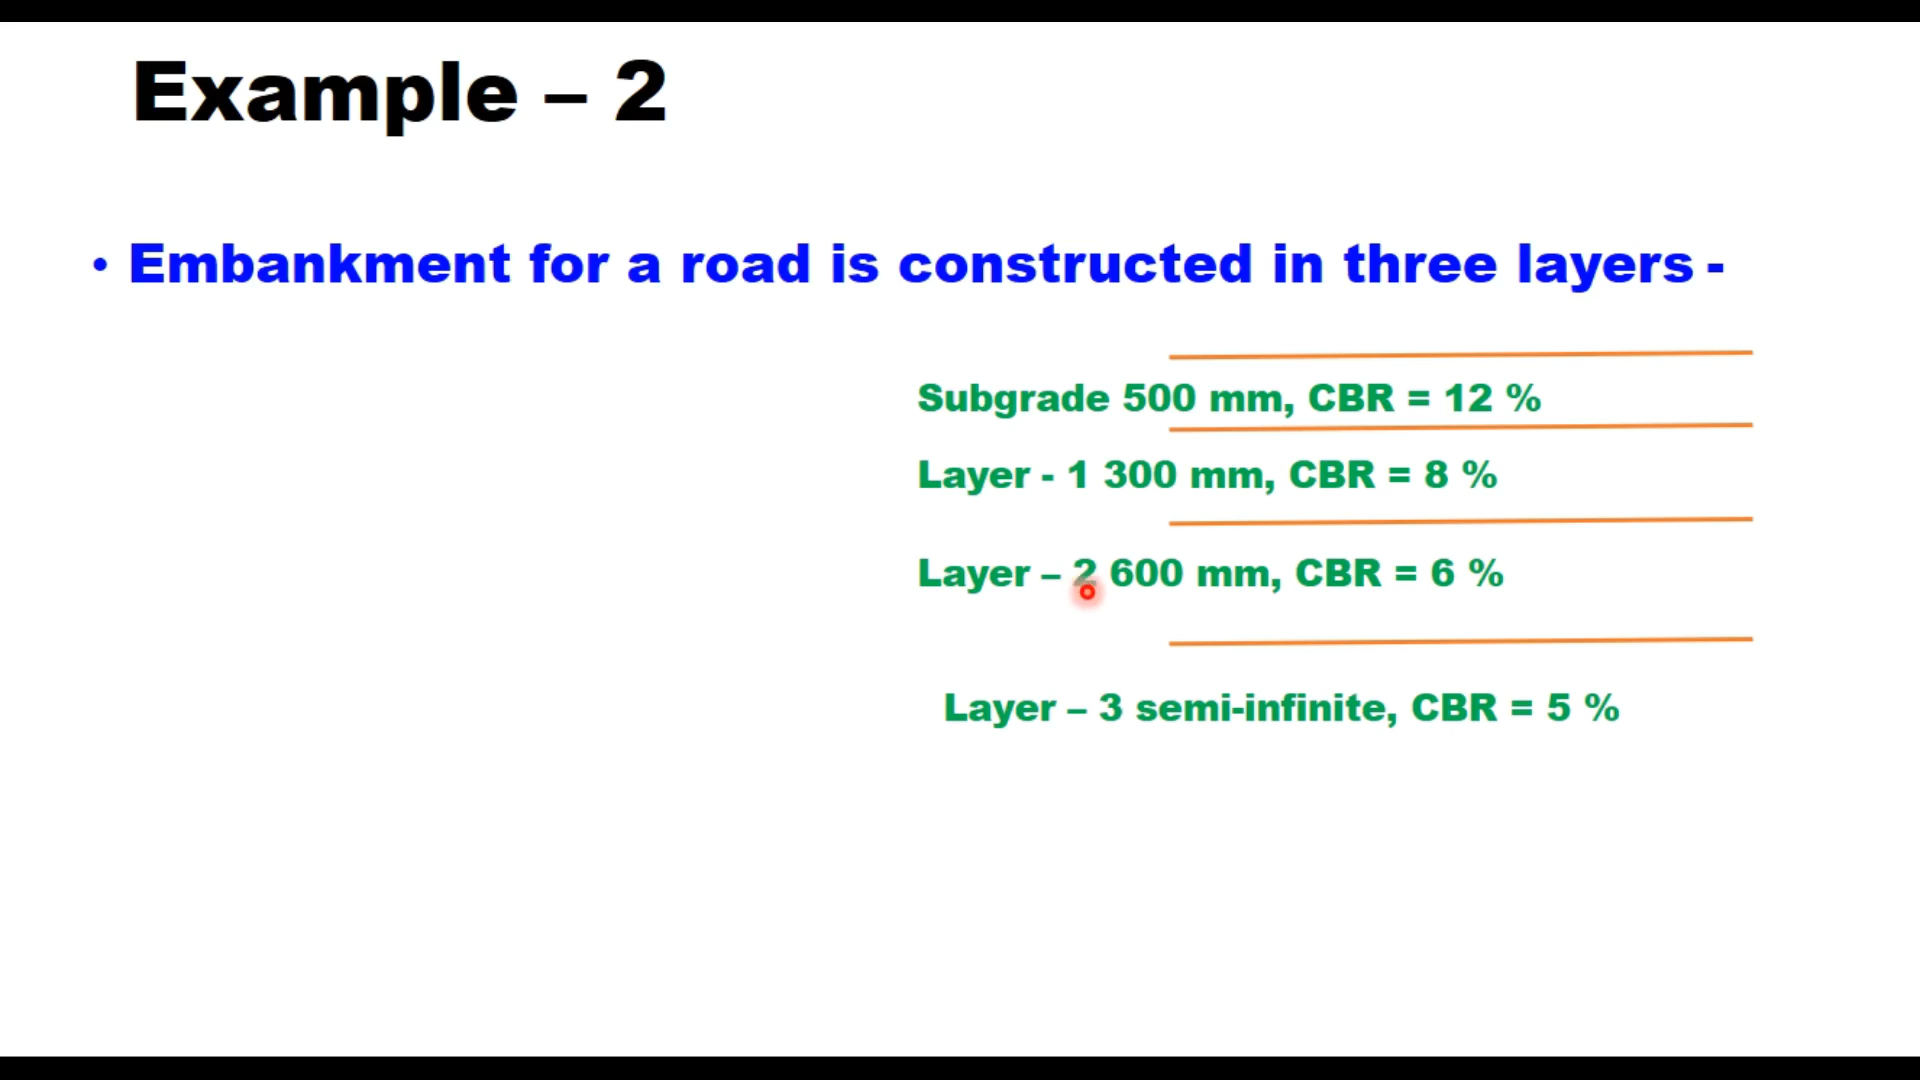 Example – 2
• Embankment for a road is constructed in three layers -
Subgrade 500 mm, CBR = 12 %
Layer - 1 300 mm, CBR = 8 %
Layer – 2 600 mm, CBR = 6 %
Layer – 3 semi-infinite, CBR = 5 %